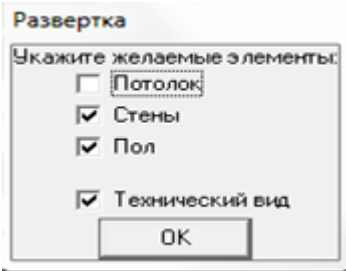 Развертка
Укажите желаемые элементы:
Потолок
Стены
Пол
Технический вид
OK